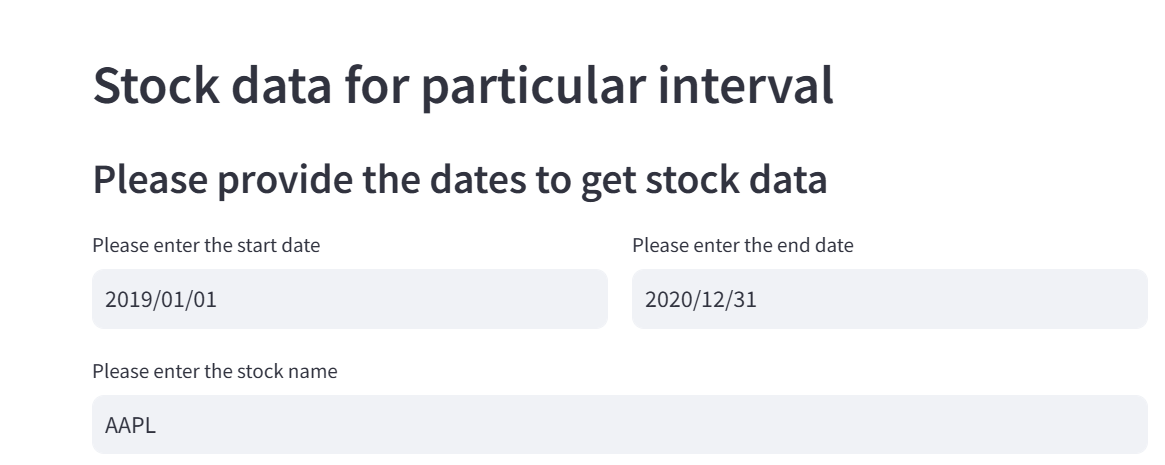 Stock data for particular interval
Please provide the dates to get stock data
Please enter the start date
Please enter the end date
2019/01/01
2020/12/31
Please enter the stock name
AAPL